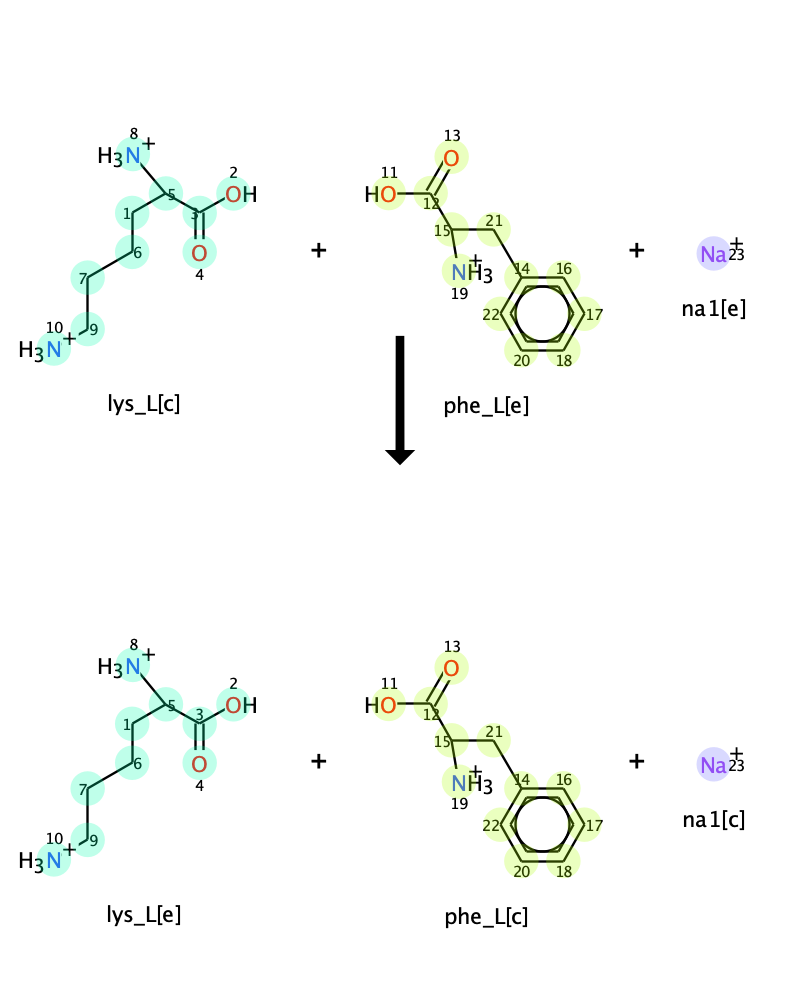 8
H3N+
2
OH
5
3
1
O
4
6
7
10
H3N+
9
lys_L[c]
+
13
O
11
HO
12
15
21
NH3+
19
14
16
22
17
20
18
phe_L[e]
+
Na+
23
na1[e]
8
H3N+
2
OH
5
3
1
O
4
6
7
10
H3N+
9
lys_L[e]
+
13
O
11
HO
12
15
21
NH3+
19
14
16
22
17
20
18
phe_L[c]
+
Na+
23
na1[c]